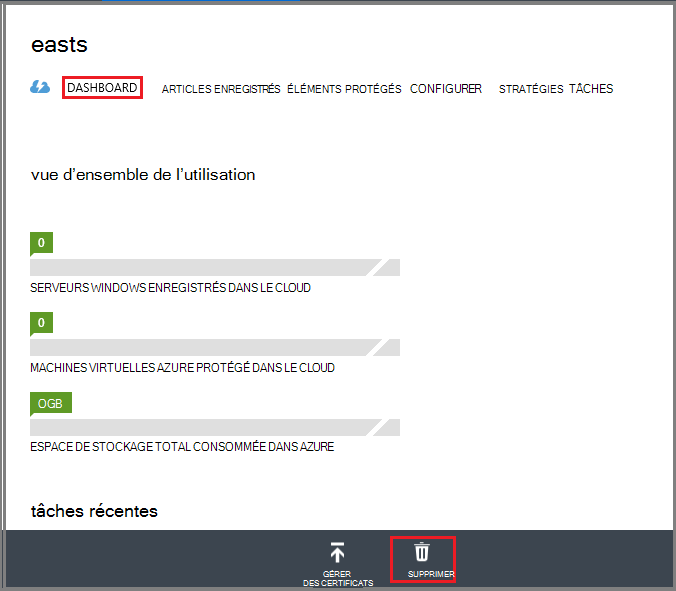 easts
DASHBOARD ARTICLES ENREGISTRÉS ÉLÉMENTS PROTÉGÉS CONFIGURER STRATÉGIES TÂCHES
vue d'ensemble de l'utilisation
0
SERVEURS WINDOWS ENREGISTRÉS DANS LE CLOUD
0
MACHINES VIRTUELLES AZURE PROTÉGÉ DANS LE CLOUD
0GB
ESPACE DE STOCKAGE TOTAL CONSOMMÉE DANS AZURE
tâches récentes
GÉRER
DES CERTIFICATS
SUPPRIMER